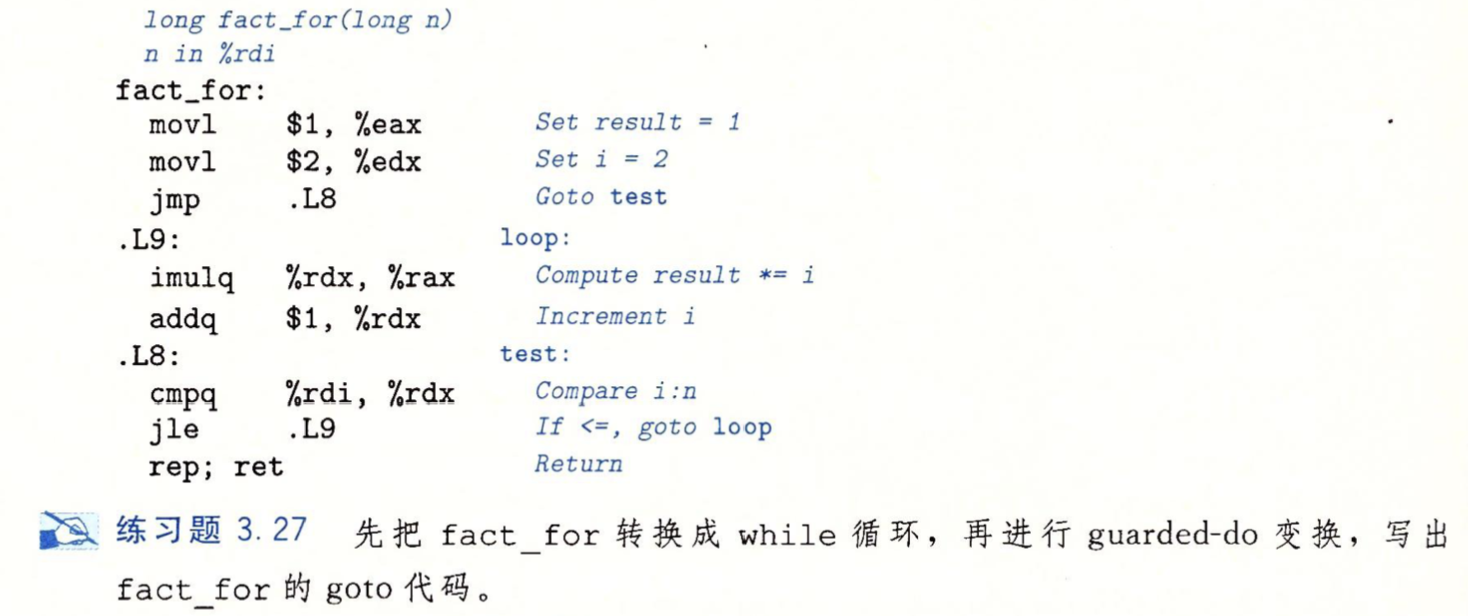 long fact_for(long n)
n in %rdi
fact_for:
movl $1, %eax Set result = 1
movl $2, %edx Set i = 2
jmp .L8 Goto test
.L9: loop:
imulq %rdx, %rax Compute result *= i
addq $1, %rdx Increment i
.L8: test:
cmpq %rdi, %rdx Compare i:n
jle .L9 If <=, goto loop
rep; ret Return
练习题 3.27 先把 fact_for 转换成 while 循环，再进行 guarded-do 变换，写出
fact_for 的 goto 代码。